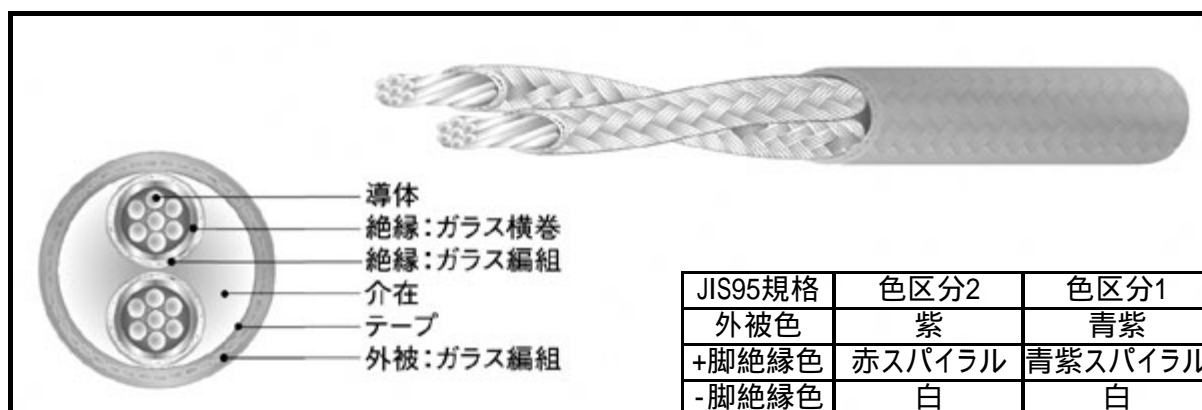 導体
絶縁：ガラス横巻
絶縁：ガラス編組
介在
テープ
外被：ガラス編組
JIS95規格 色区分2 色区分1
外被色 紫 青紫
+脚絶縁色 赤スパイラル 青紫スパイラル
-脚絶縁色 白 白